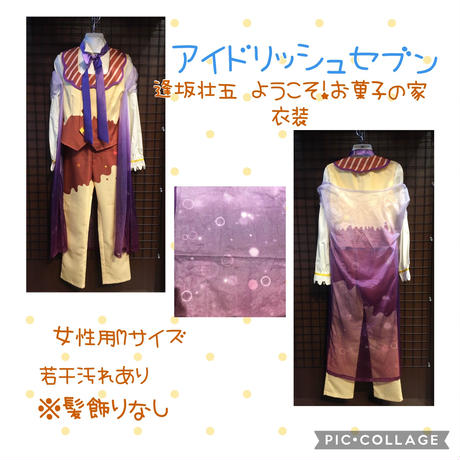 アイドリッシュセブン
逢坂壮五 ようこそ!お菓子の家
衣装
女性用Mサイズ
若干汚れあり
※髪飾りなし
PIC•COLLAGE